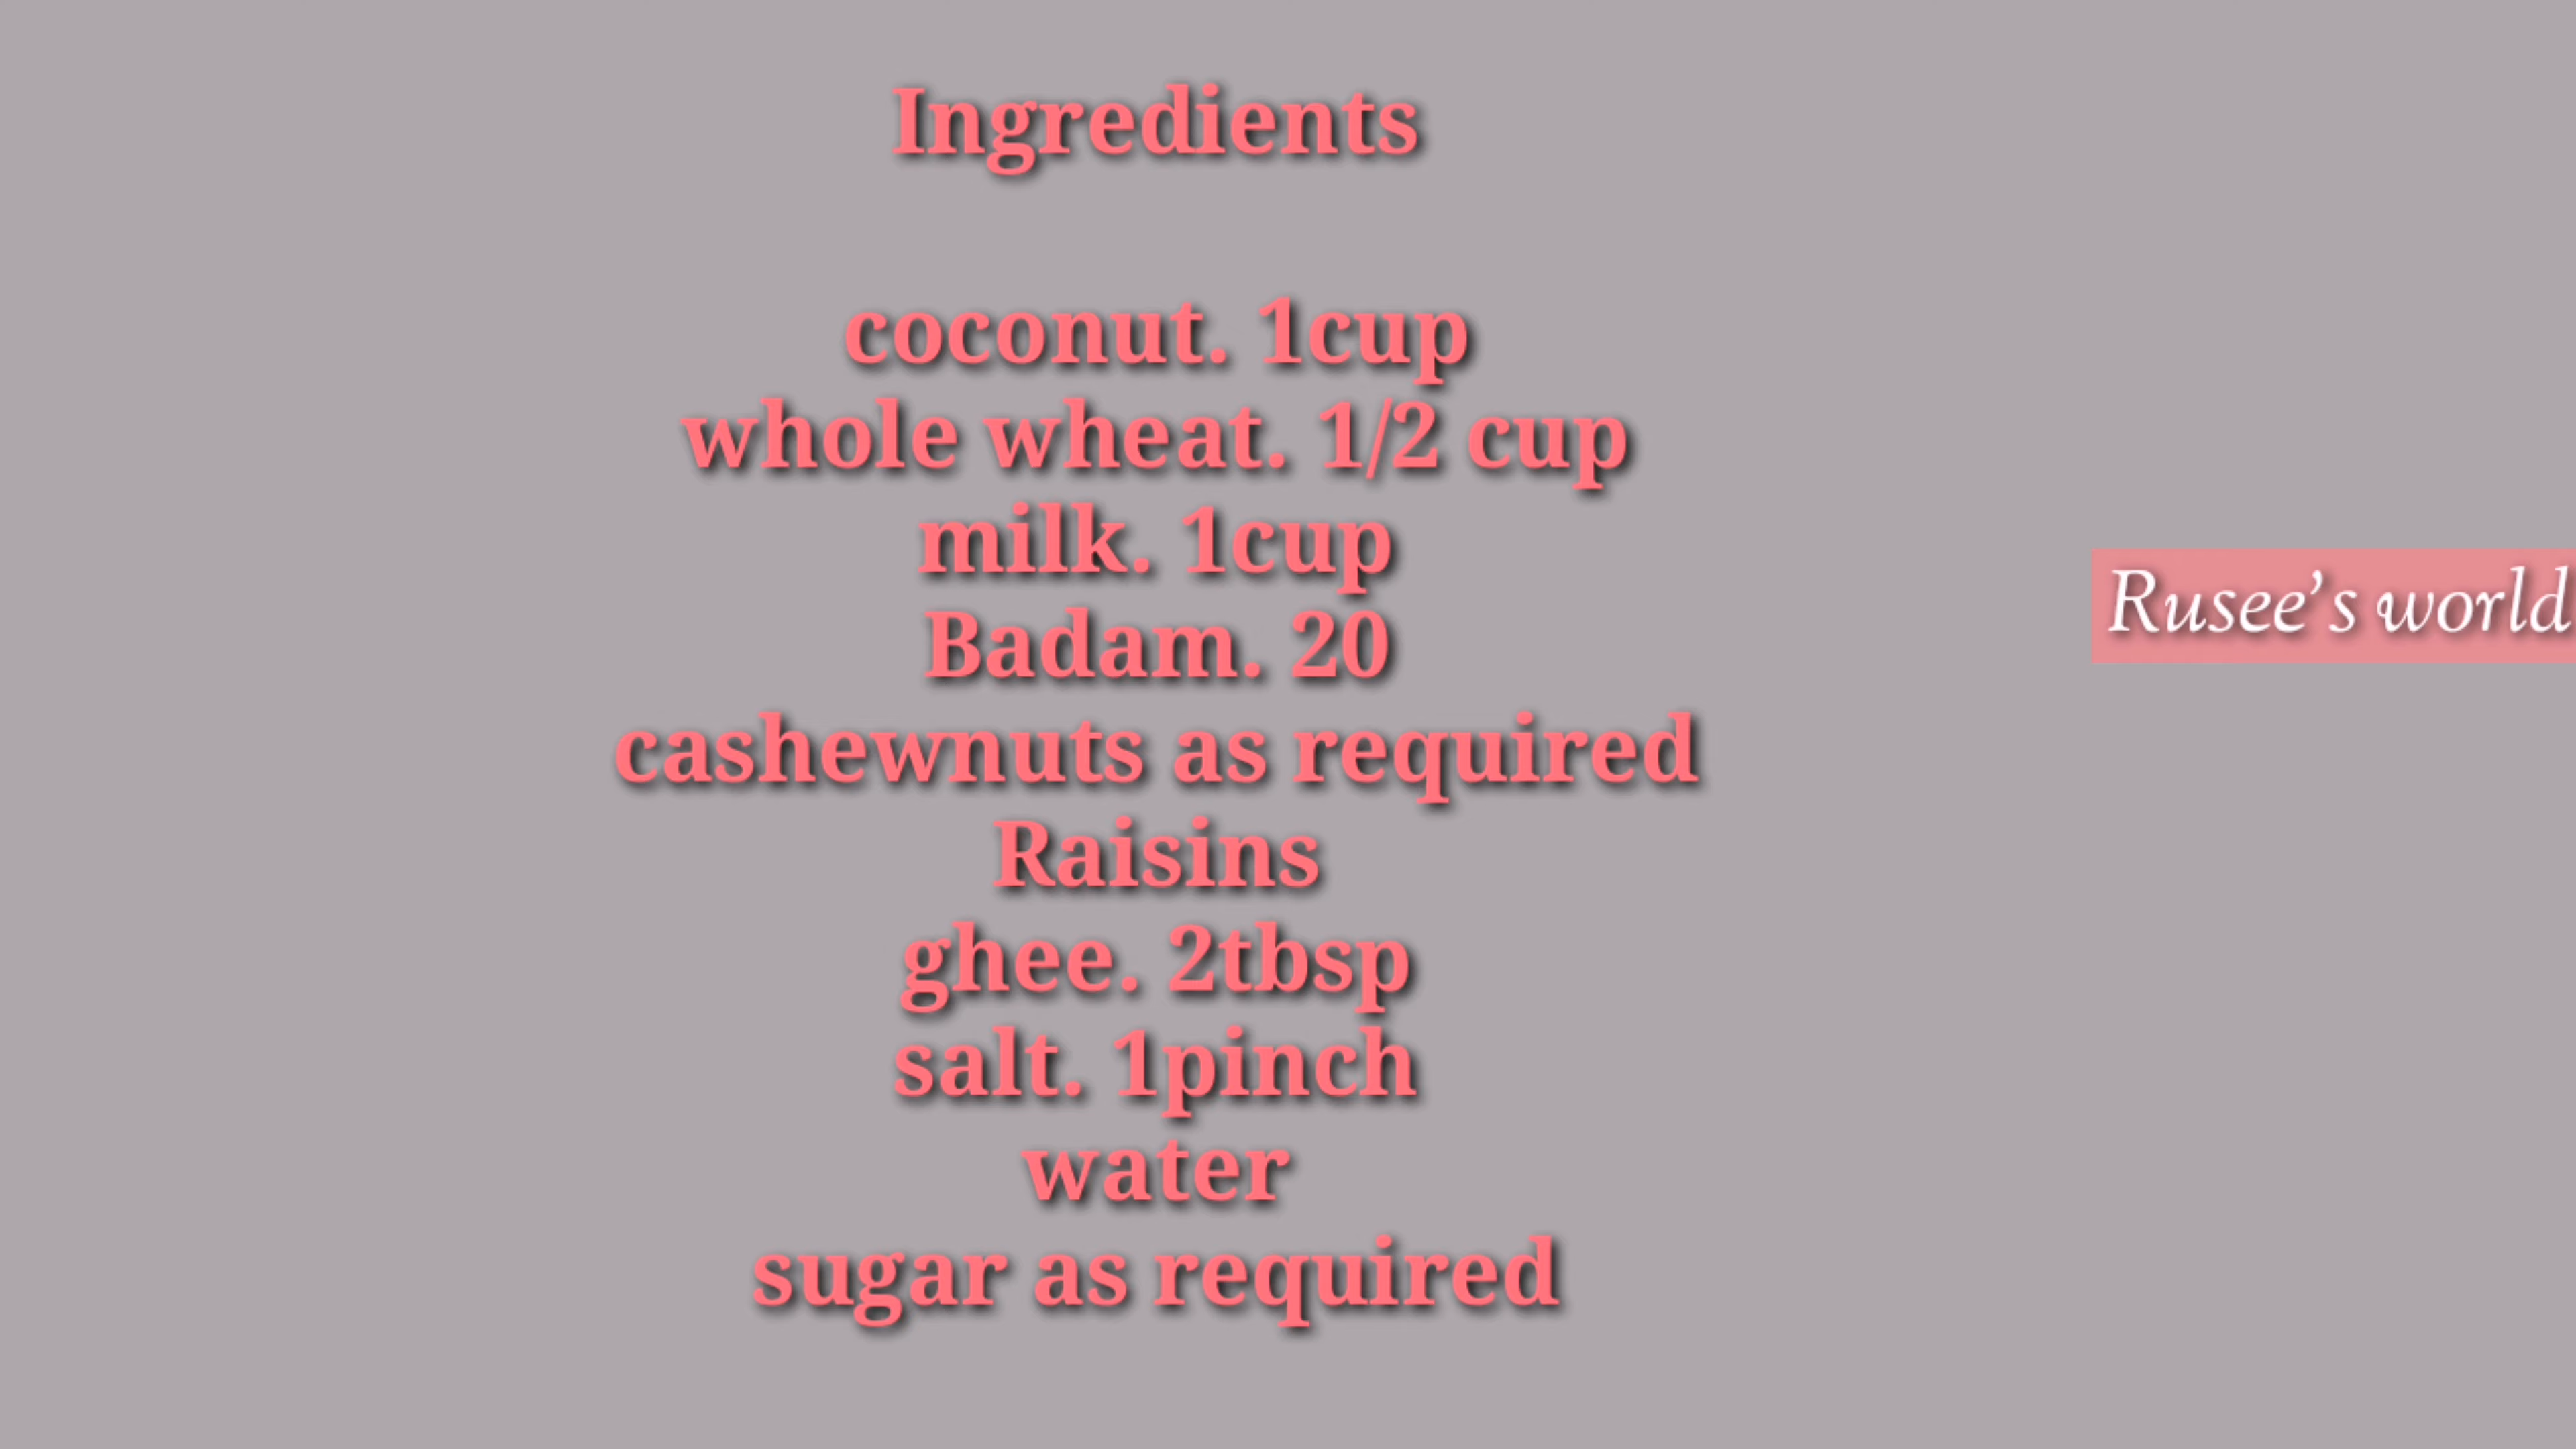 Ingredients
coconut. 1cup
whole wheat. 1/2 cup
milk. 1cup
Badam. 20
cashewnuts as required
Raisins
ghee. 2tbsp
salt. 1pinch
water
sugar as required
Rusee’s world